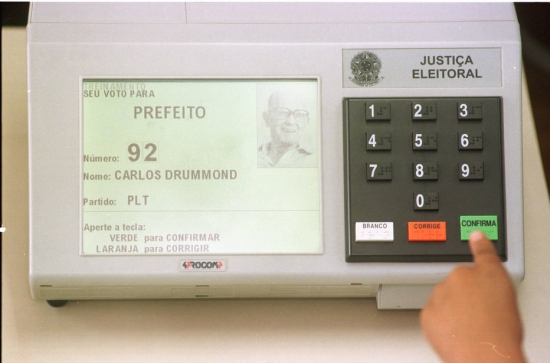 TREINAMENTO
SEU VOTO PARA
PREFEITO
Número: 92
Nome: CARLOS DRUMMOND
Partido: PLT
Aperte a tecla:
VERDE para CONFIRMAR
LARANJA para CORRIGIR
PROCOMP
JUSTIÇA
ELEITORAL
1 2 3
4 5 6
7 8 9
0
BRANCO CORRIGE CONFIRMA